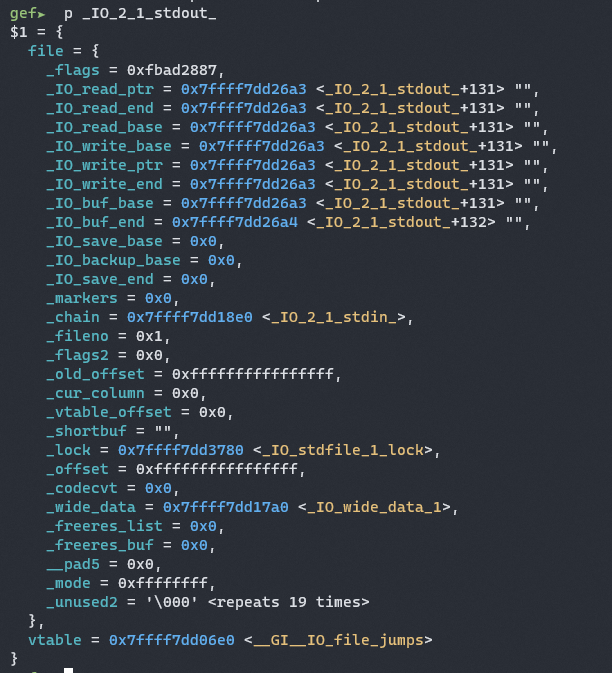 gef➤  p _IO_2_1_stdout_
$1 = {
  file = {
    _flags = 0xfbad2887,
    _IO_read_ptr = 0x7ffff7dd26a3 <_IO_2_1_stdout_+131> "",
    _IO_read_end = 0x7ffff7dd26a3 <_IO_2_1_stdout_+131> "",
    _IO_read_base = 0x7ffff7dd26a3 <_IO_2_1_stdout_+131> "",
    _IO_write_base = 0x7ffff7dd26a3 <_IO_2_1_stdout_+131> "",
    _IO_write_ptr = 0x7ffff7dd26a3 <_IO_2_1_stdout_+131> "",
    _IO_write_end = 0x7ffff7dd26a3 <_IO_2_1_stdout_+131> "",
    _IO_buf_base = 0x7ffff7dd26a3 <_IO_2_1_stdout_+131> "",
    _IO_buf_end = 0x7ffff7dd26a4 <_IO_2_1_stdout_+132> "",
    _IO_save_base = 0x0,
    _IO_backup_base = 0x0,
    _IO_save_end = 0x0,
    _markers = 0x0,
    _chain = 0x7ffff7dd18e0 <_IO_2_1_stdin_>,
    _fileno = 0x1,
    _flags2 = 0x0,
    _old_offset = 0xffffffffffffffff,
    _cur_column = 0x0,
    _vtable_offset = 0x0,
    _shortbuf = "",
    _lock = 0x7ffff7dd3780 <_IO_stdfile_1_lock>,
    _offset = 0xffffffffffffffff,
    _codecvt = 0x0,
    _wide_data = 0x7ffff7dd17a0 <_IO_wide_data_1>,
    _freeres_list = 0x0,
    _freeres_buf = 0x0,
    __pad5 = 0x0,
    _mode = 0xffffffff,
    _unused2 = '\000' <repeats 19 times>
  },
  vtable = 0x7ffff7dd06e0 <__GI__IO_file_jumps>
}